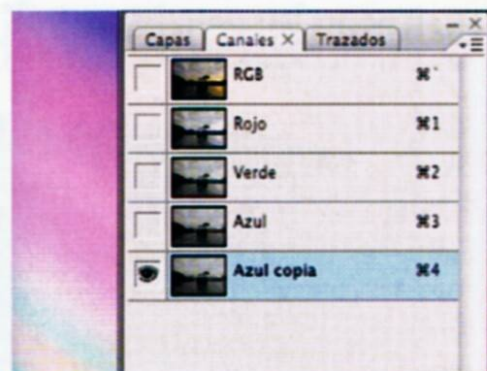 Capas Canales × Trazados
RGB ⌘`
Rojo ⌘1
Verde ⌘2
Azul ⌘3
Azul copia ⌘4